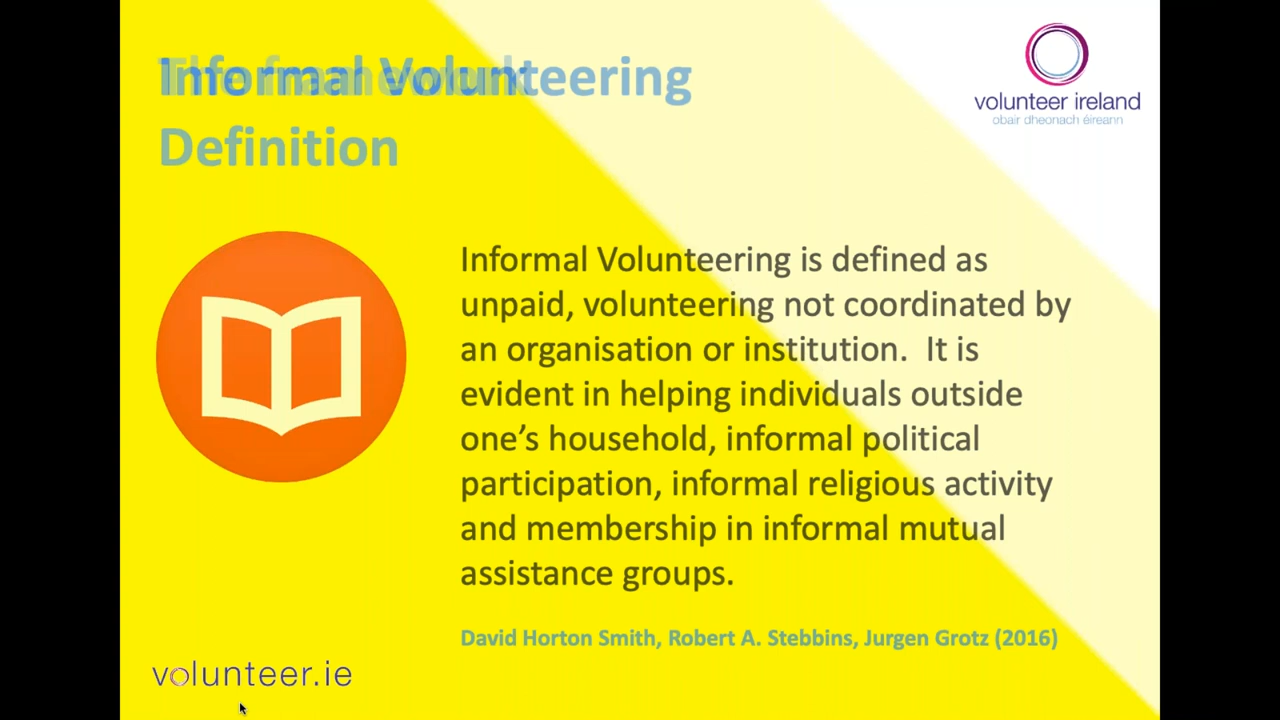 Informal Volunteering
Definition
volunteer ireland
obair dheonach éireann
Informal Volunteering is defined as
unpaid, volunteering not coordinated by
an organisation or institution. It is
evident in helping individuals outside
one’s household, informal political
participation, informal religious activity
and membership in informal mutual
assistance groups.
David Horton Smith, Robert A. Stebbins, Jurgen Grotz (2016)
volunteer.ie